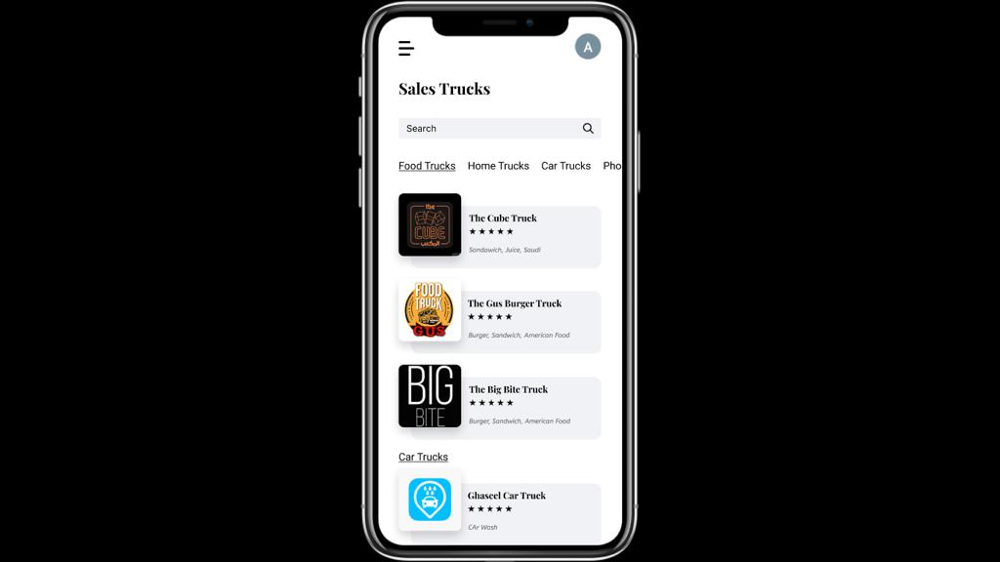 A
Sales Trucks
Search
Food Trucks Home Trucks Car Trucks Pho
The
CUBE
المكعب
The Cube Truck
★★★★★
Sandawich, Juice, Saudi
FOOD
TRUCK
GUS
The Gus Burger Truck
★★★★★
Burger, Sandwich, American Food
BIG
BITE
The Big Bite Truck
★★★★★
Burger, Sandwich, American Food
Car Trucks
Ghaseel Car Truck
★★★★★
CAr Wash